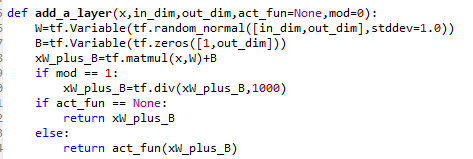 def add_a_layer(x,in_dim,out_dim,act_fun=None,mod=0):
    W=tf.Variable(tf.random_normal([in_dim,out_dim],stddev=1.0))
    B=tf.Variable(tf.zeros([1,out_dim]))
    xW_plus_B=tf.matmul(x,W)+B
    if mod == 1:
        xW_plus_B=tf.div(xW_plus_B,1000)
    if act_fun == None:
        return xW_plus_B
    else:
        return act_fun(xW_plus_B)